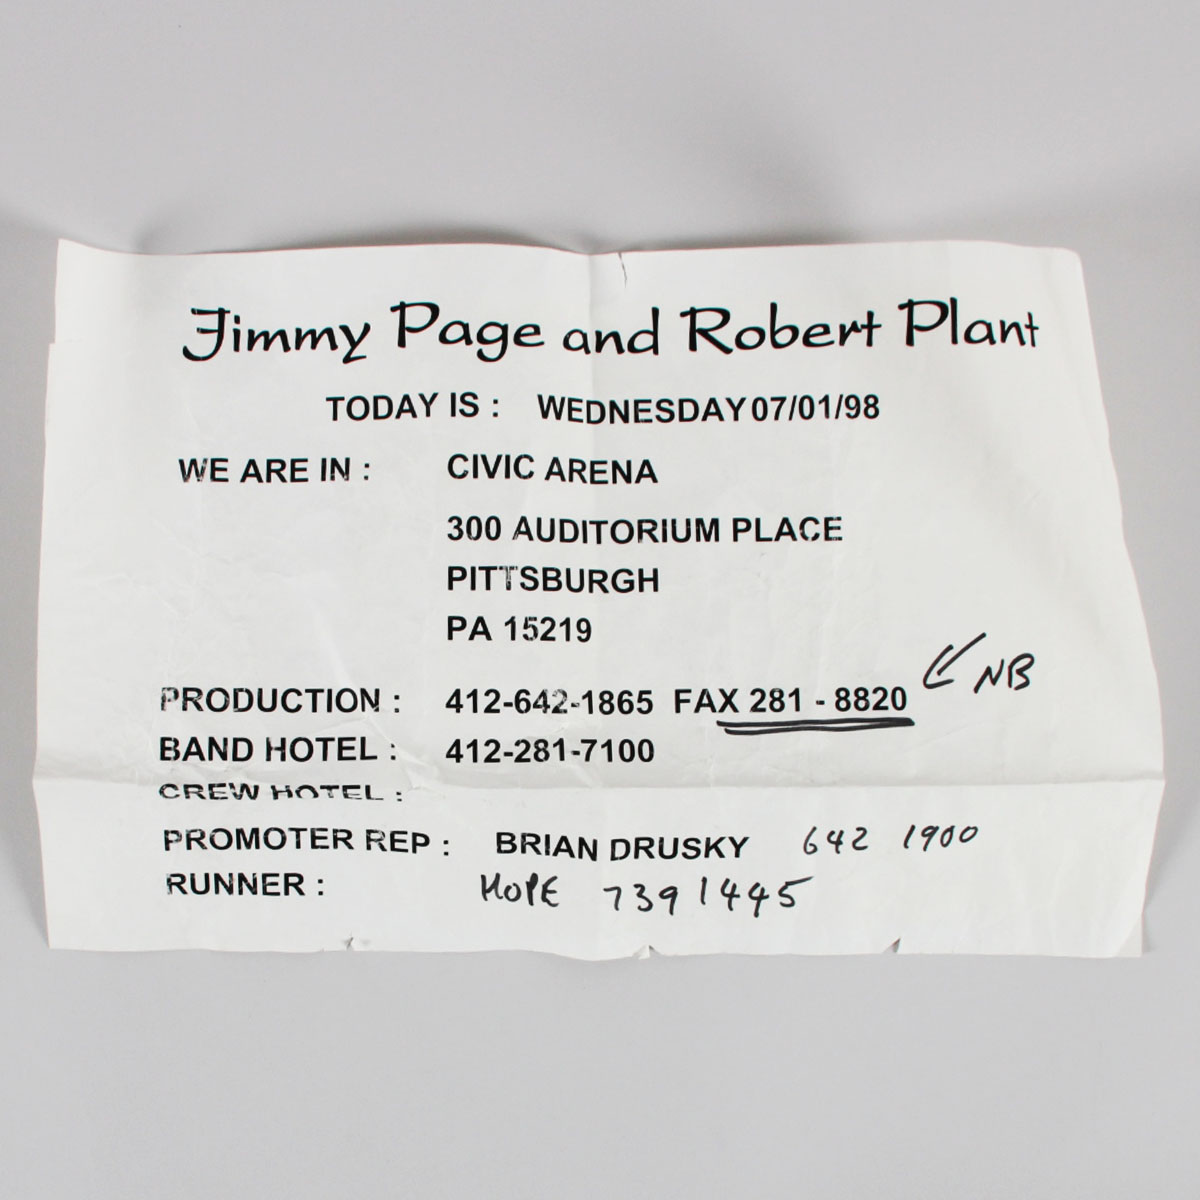 Jimmy Page and Robert Plant
TODAY IS : WEDNESDAY 07/01/98
WE ARE IN : CIVIC ARENA
300 AUDITORIUM PLACE
PITTSBURGH
PA 15219
PRODUCTION : 412-642-1865 FAX 281 - 8820 NB
BAND HOTEL : 412-281-7100
CREW HOTEL :
PROMOTER REP : BRIAN DRUSKY 642 1900
RUNNER : HOPE 739 1445